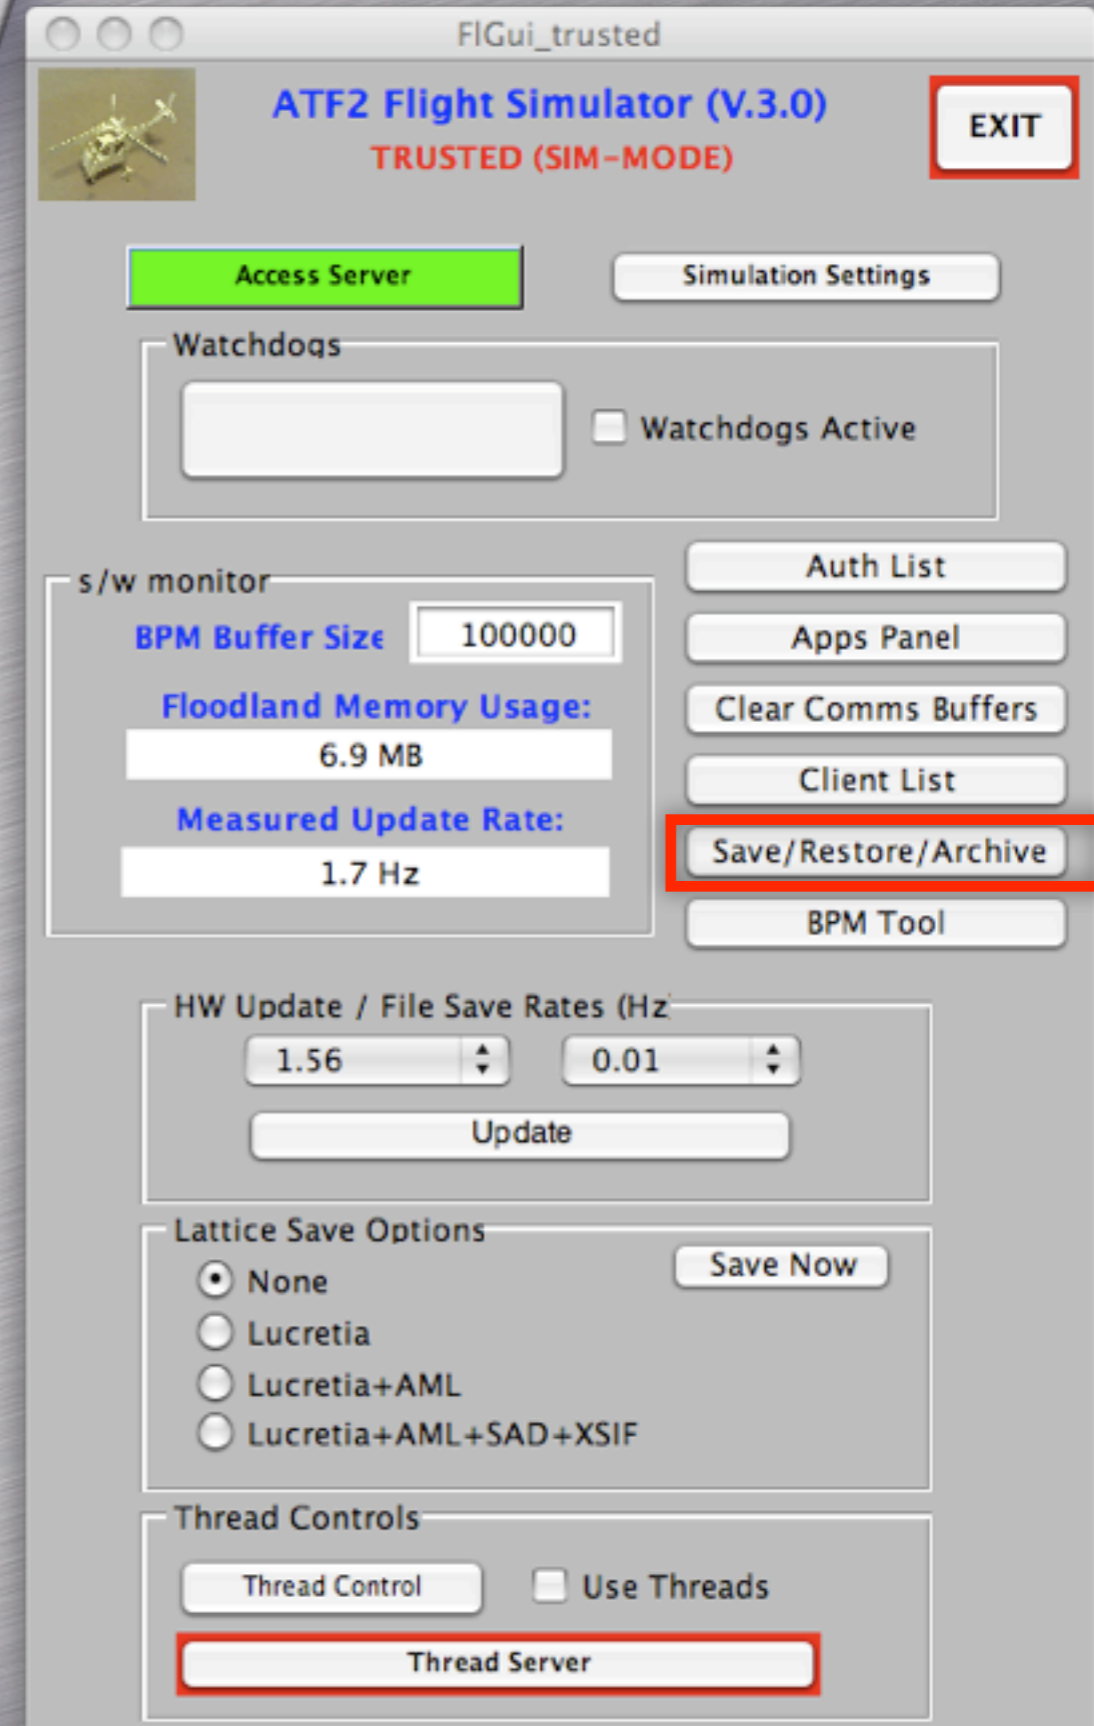 FlGui_trusted
ATF2 Flight Simulator (V.3.0)
TRUSTED (SIM-MODE)
EXIT
Access Server
Simulation Settings
Watchdogs
Watchdogs Active
s/w monitor
BPM Buffer Size
100000
Floodland Memory Usage:
6.9 MB
Measured Update Rate:
1.7 Hz
Auth List
Apps Panel
Clear Comms Buffers
Client List
Save/Restore/Archive
BPM Tool
HW Update / File Save Rates (Hz)
1.56
0.01
Update
Lattice Save Options
Save Now
None
Lucretia
Lucretia+AML
Lucretia+AML+SAD+XSIF
Thread Controls
Thread Control
Use Threads
Thread Server